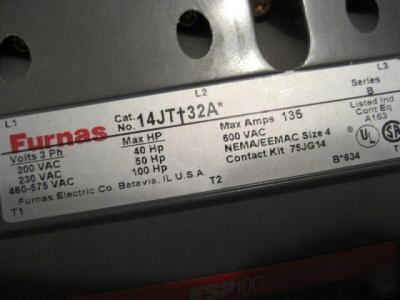 L1
L2
L3
Furnas
Cat. No. 14JT†32A*
Series B
Volts 3 Ph
Max HP
Max Amps 135
Listed Ind Cont Eq
200 VAC
40 Hp
600 VAC
A163
230 VAC
50 Hp
NEMA/EEMAC Size 4
UL
460-575 VAC
100 Hp
Contact Kit 75JG14
Furnas Electric Co. Batavia, IL U.S.A.
B*634
T1
T2
ESP100